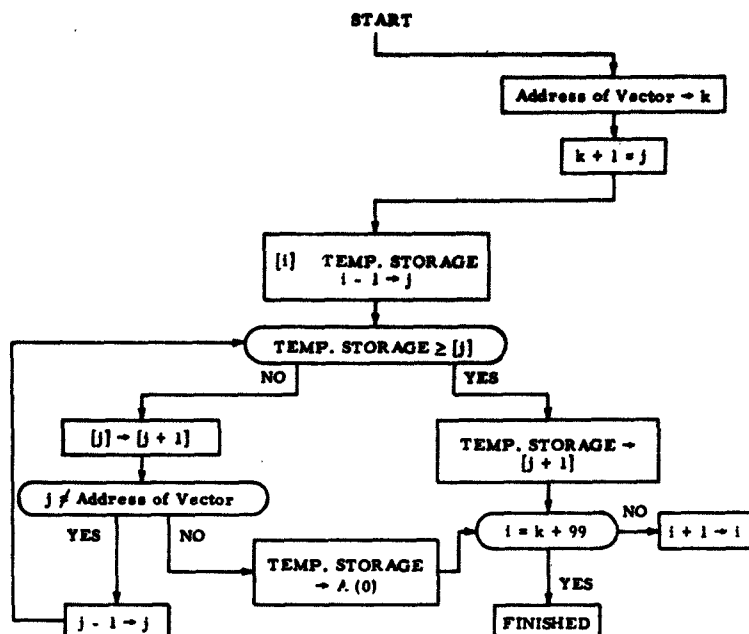 START
Address of Vector → k
k + 1 = j
[i] TEMP. STORAGE
i - 1 → j
TEMP. STORAGE ≥ [j]
NO
YES
[j] → [j + 1]
TEMP. STORAGE →
[j + 1]
j ≠ Address of Vector
YES
NO
TEMP. STORAGE
→ A (0)
i = k + 99
NO
i + 1 → i
YES
j - 1 → j
FINISHED